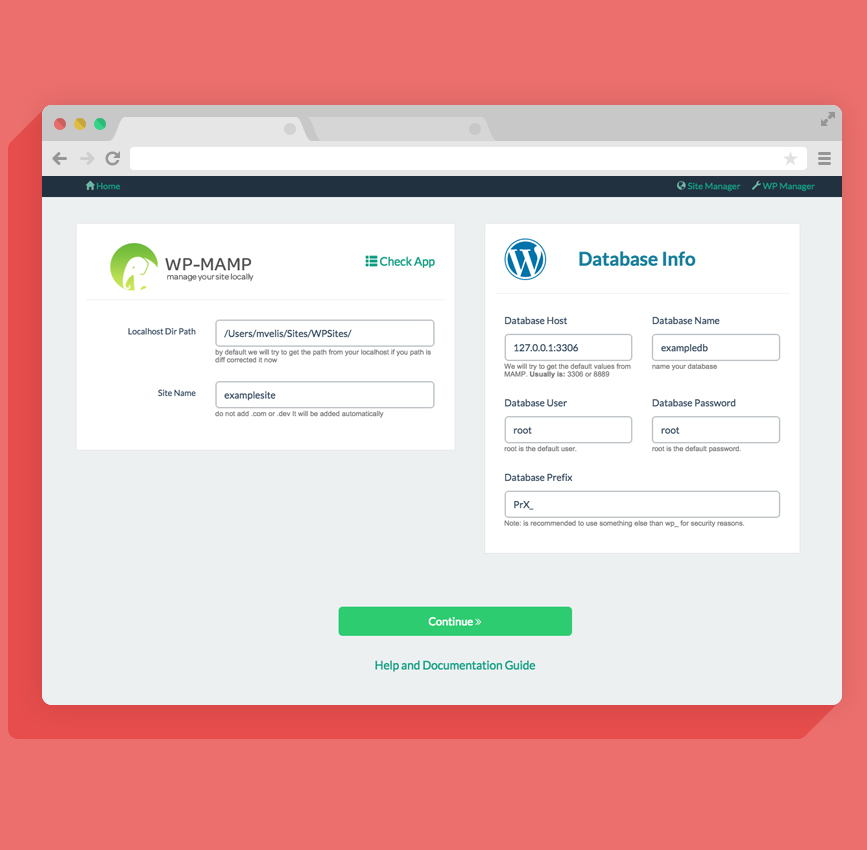 Home
Site Manager
WP Manager
WP-MAMP
manage your site locally
Check App
Localhost Dir Path
/Users/mvelis/Sites/WPSites/
by default we will try to get the path from your localhost if you path is
diff corrected it now
Site Name
examplesite
do not add .com or .dev It will be added automatically
Database Info
Database Host
Database Name
127.0.0.1:3306
exampledb
We will try to get the default values from
MAMP. Usually is: 3306 or 8889
name your database
Database User
Database Password
root
root
root is the default user.
root is the default password.
Database Prefix
PrX_
Note: is recommended to use something else than wp_ for security reasons.
Continue »
Help and Documentation Guide